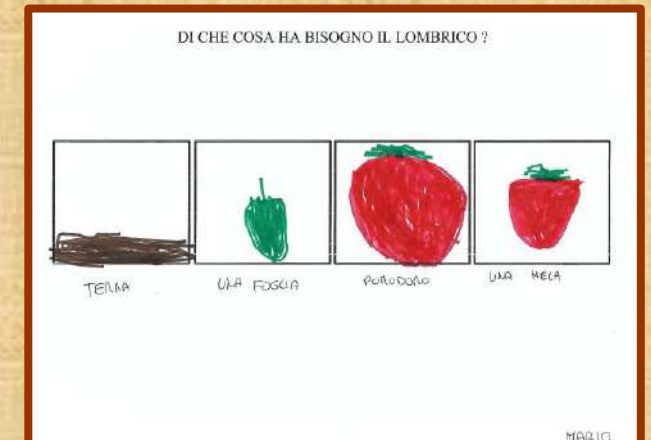 DI CHE COSA HA BISOGNO IL LOMBRICO ?
TERRA UNA FOGLIA POMODORO UNA MELA
MARIO